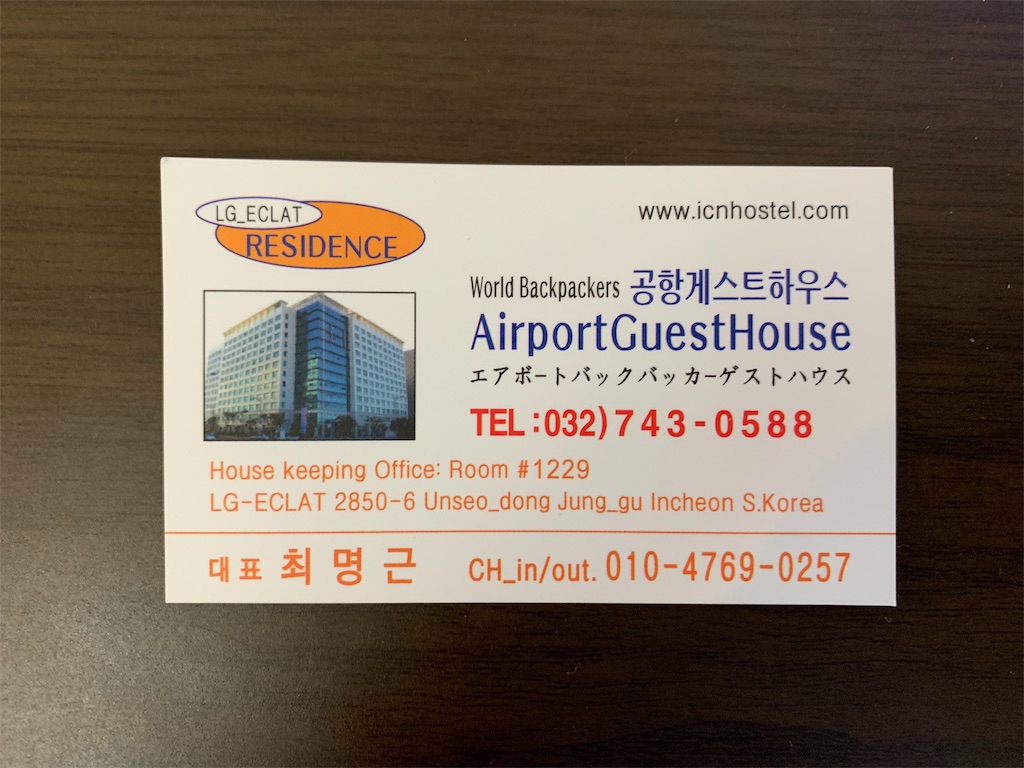 LG_ECLAT
RESIDENCE
www.icnhostel.com
World Backpackers 공항게스트하우스
AirportGuestHouse
エアボートバックバッカーゲストハウス
TEL:032)743-0588
House keeping Office: Room #1229
LG-ECLAT 2850-6 Unseo_dong Jung_gu Incheon S.Korea
대표 최명근
CH_in/out. 010-4769-0257